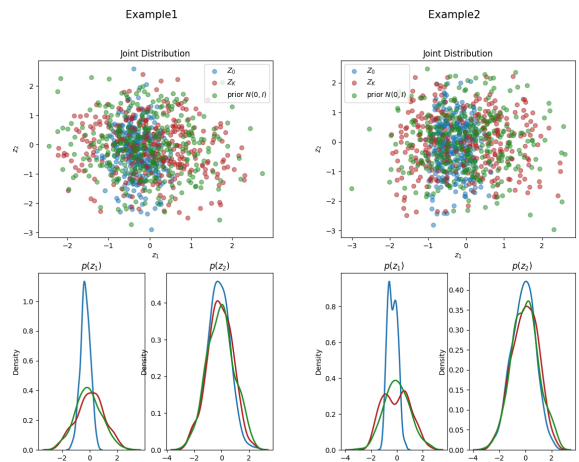 Example1
Example2
Joint Distribution
Joint Distribution
Z₀
Z_K
prior N(0, I)
Z₀
Z_K
prior N(0, I)
2
1
0
−1
−2
−3
z₂
−2
−1
0
1
2
z₁
2
1
0
−1
−2
−3
z₂
−3
−2
−1
0
1
2
z₁
p(z₁)
p(z₂)
p(z₁)
p(z₂)
1.0
0.8
0.6
0.4
0.2
0.0
Density
−2
0
2
0.4
0.3
0.2
0.1
0.0
Density
−4
−2
0
2
0.8
0.6
0.4
0.2
0.0
Density
−4
−2
0
2
4
0.40
0.35
0.30
0.25
0.20
0.15
0.10
0.05
0.00
Density
−4
−2
0
2